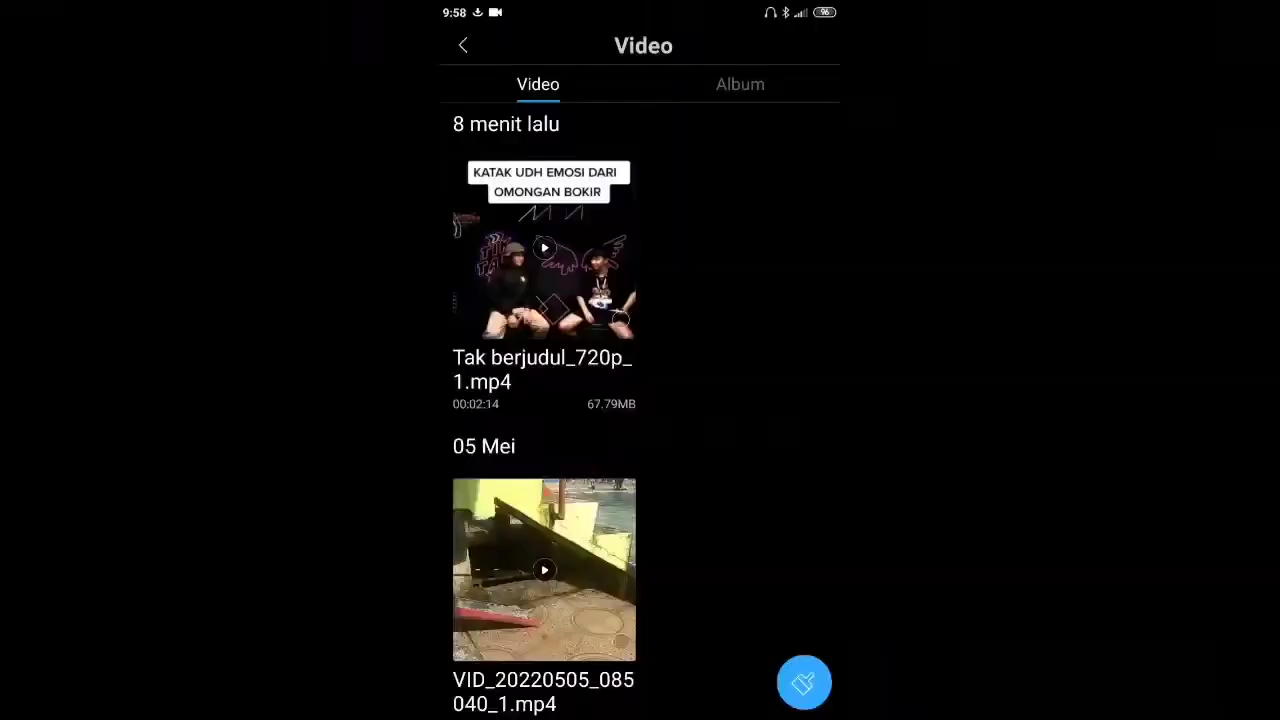 9:58
96
Video
Video
Album
8 menit lalu
KATAK UDH EMOSI DARI
OMONGAN BOKIR
Tak berjudul_720p_
1.mp4
00:02:14
67.79MB
05 Mei
VID_20220505_085
040_1.mp4